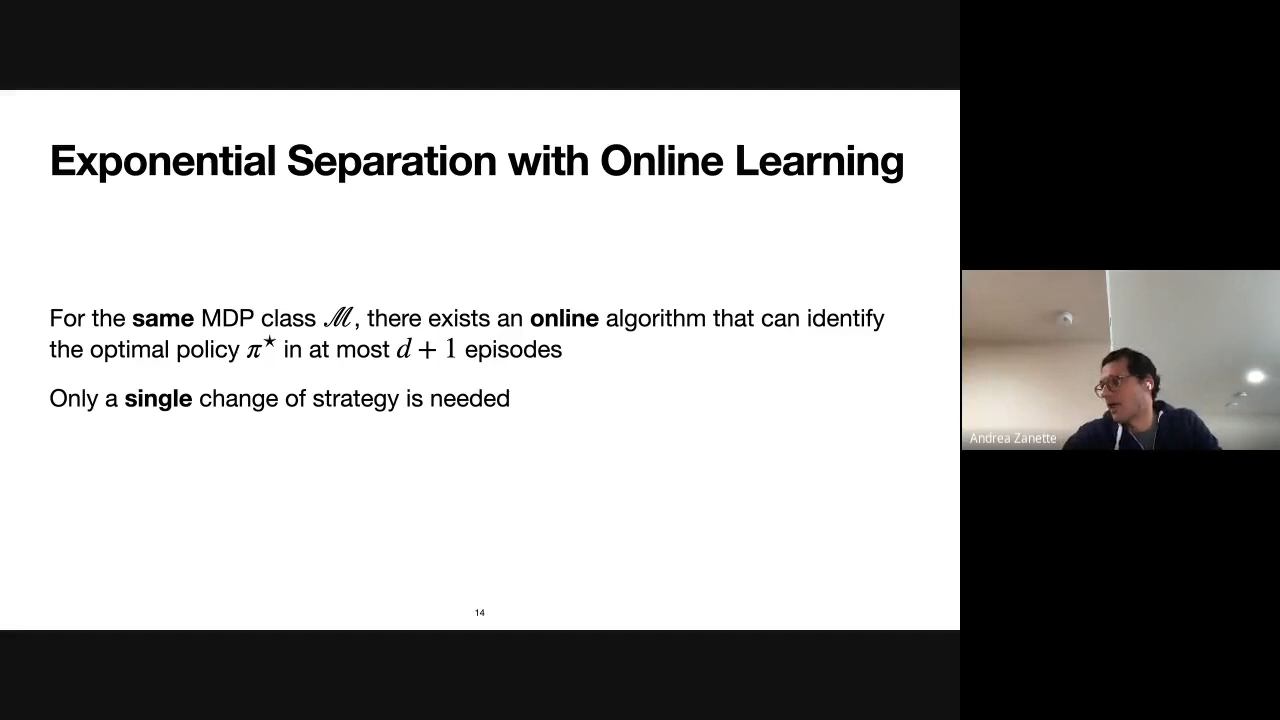 Exponential Separation with Online Learning
For the same MDP class ℳ, there exists an online algorithm that can identify
the optimal policy π⋆ in at most d + 1 episodes
Only a single change of strategy is needed
14
Andrea Zanette